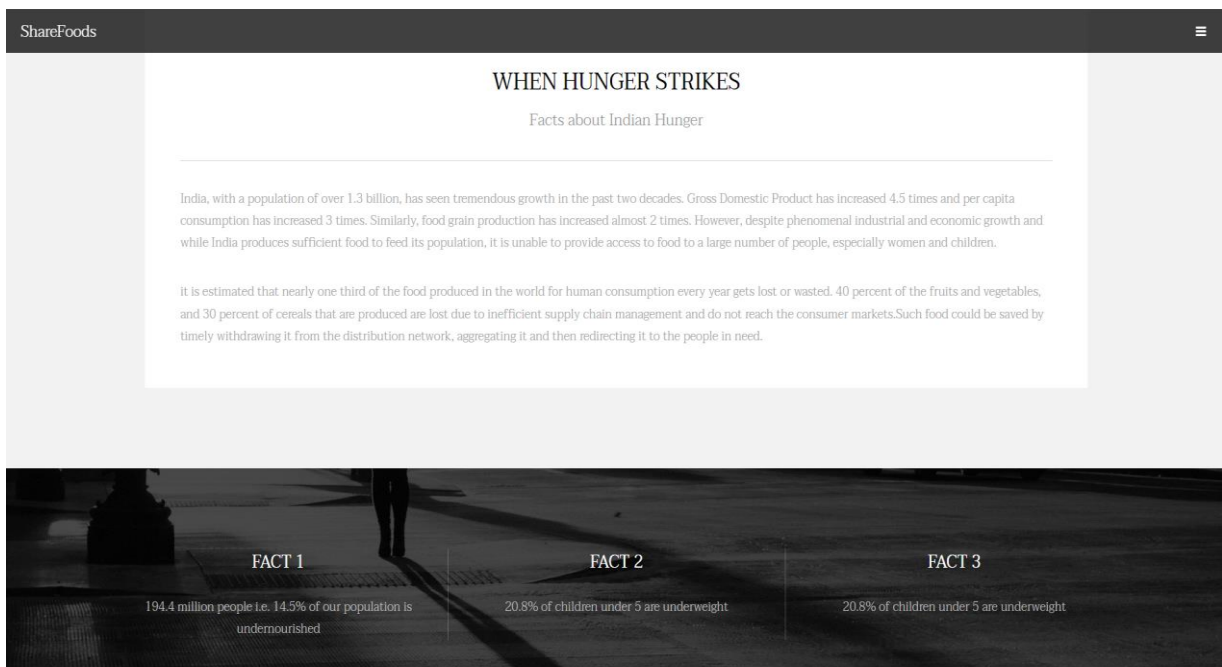 ShareFoods
WHEN HUNGER STRIKES
Facts about Indian Hunger
India, with a population of over 1.3 billion, has seen tremendous growth in the past two decades. Gross Domestic Product has increased 4.5 times and per capita
consumption has increased 3 times. Similarly, food grain production has increased almost 2 times. However, despite phenomenal industrial and economic growth and
while India produces sufficient food to feed its population, it is unable to provide access to food to a large number of people, especially women and children.
it is estimated that nearly one third of the food produced in the world for human consumption every year gets lost or wasted. 40 percent of the fruits and vegetables,
and 30 percent of cereals that are produced are lost due to inefficient supply chain management and do not reach the consumer markets.Such food could be saved by
timely withdrawing it from the distribution network, aggregating it and then redirecting it to the people in need.
FACT 1
194.4 million people i.e. 14.5% of our population is
undernourished
FACT 2
20.8% of children under 5 are underweight
FACT 3
20.8% of children under 5 are underweight